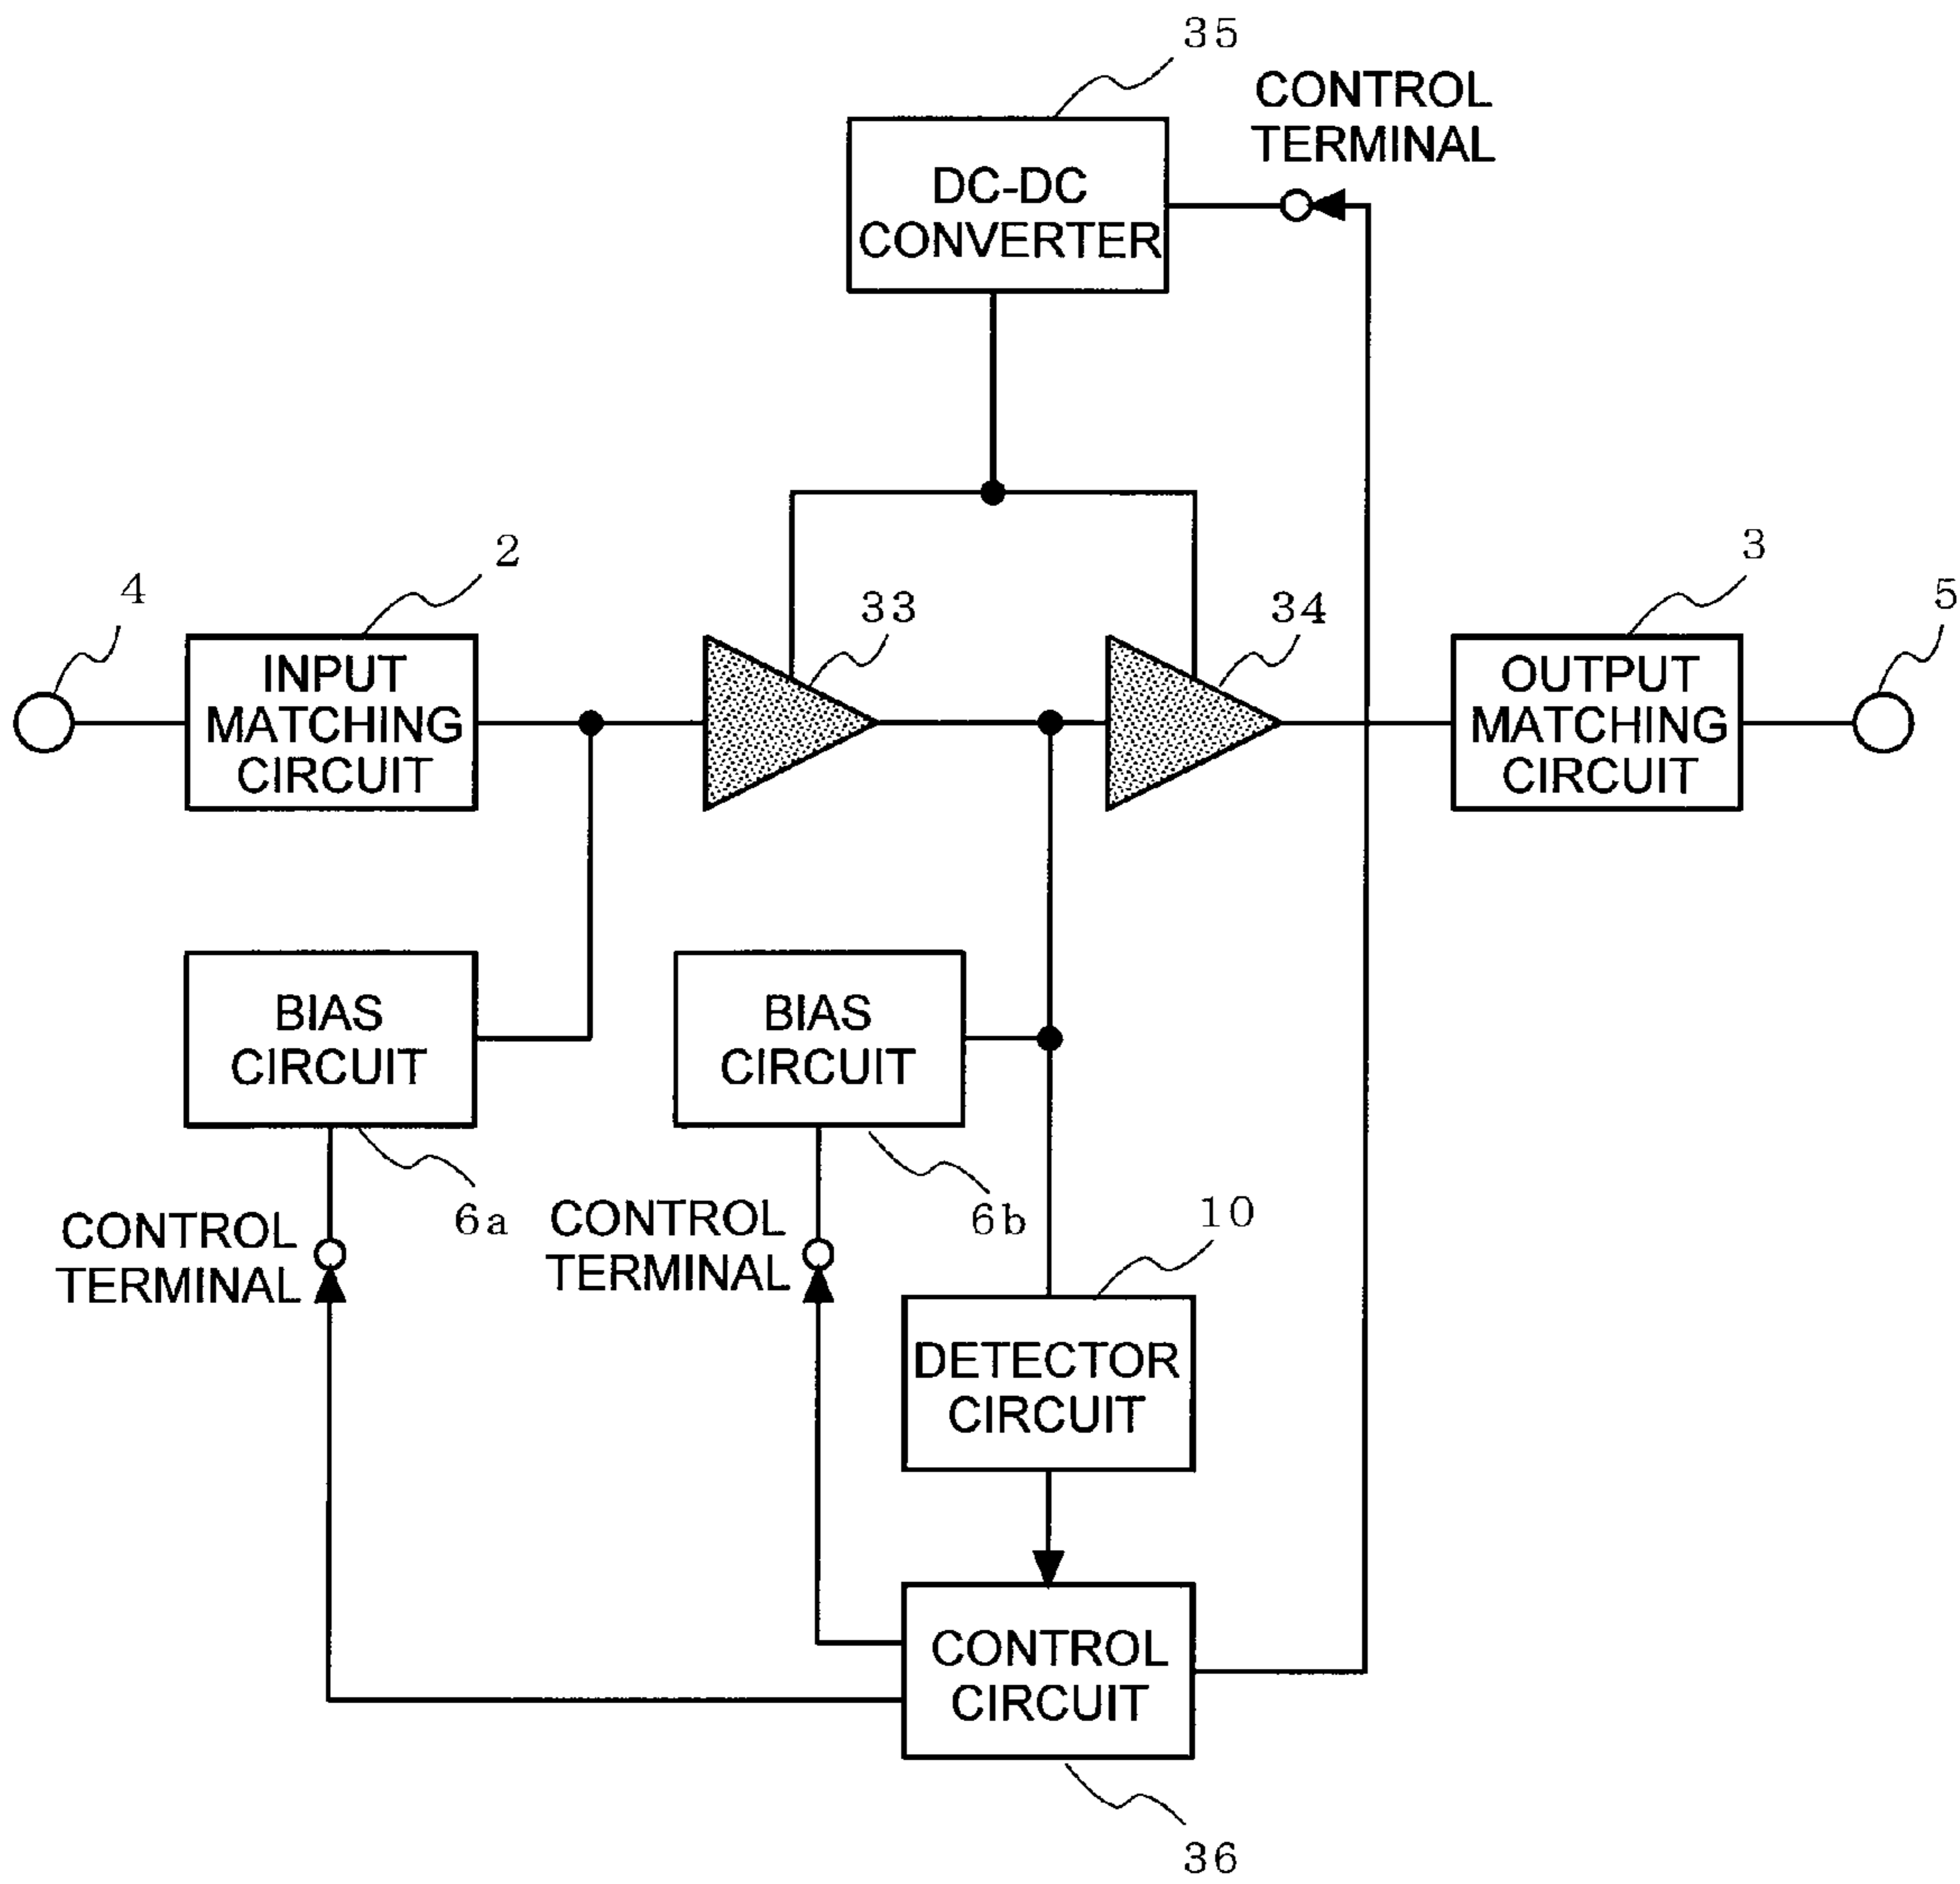 35
CONTROL
TERMINAL
DC-DC
CONVERTER
4
2
33
34
3
5
INPUT
MATCHING
CIRCUIT
OUTPUT
MATCHING
CIRCUIT
BIAS
CIRCUIT
BIAS
CIRCUIT
6a
6b
10
CONTROL
TERMINAL
CONTROL
TERMINAL
DETECTOR
CIRCUIT
CONTROL
CIRCUIT
36